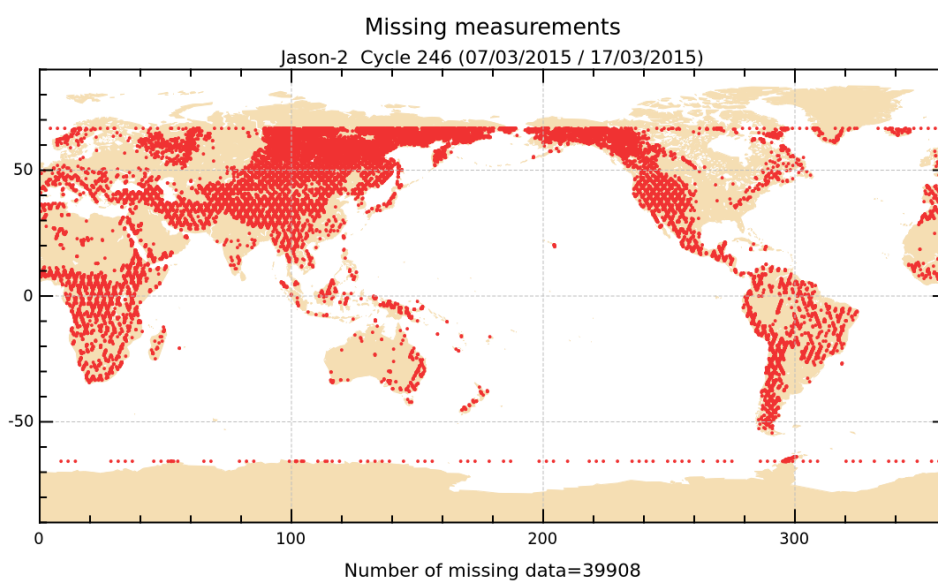 Missing measurements
Jason-2  Cycle 246 (07/03/2015 / 17/03/2015)
50
0
-50
0 100 200 300
Number of missing data=39908